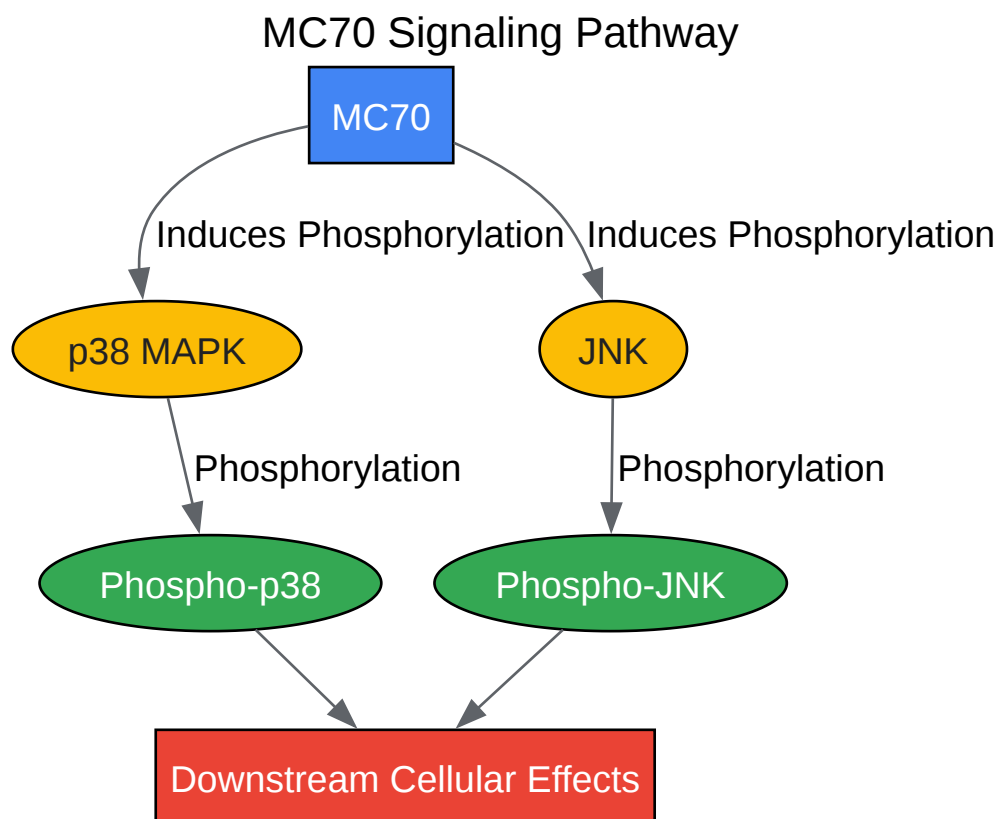 MC70 Signaling Pathway
MC70
Induces Phosphorylation
Induces Phosphorylation
p38 MAPK
JNK
Phosphorylation
Phosphorylation
Phospho-p38
Phospho-JNK
Downstream Cellular Effects